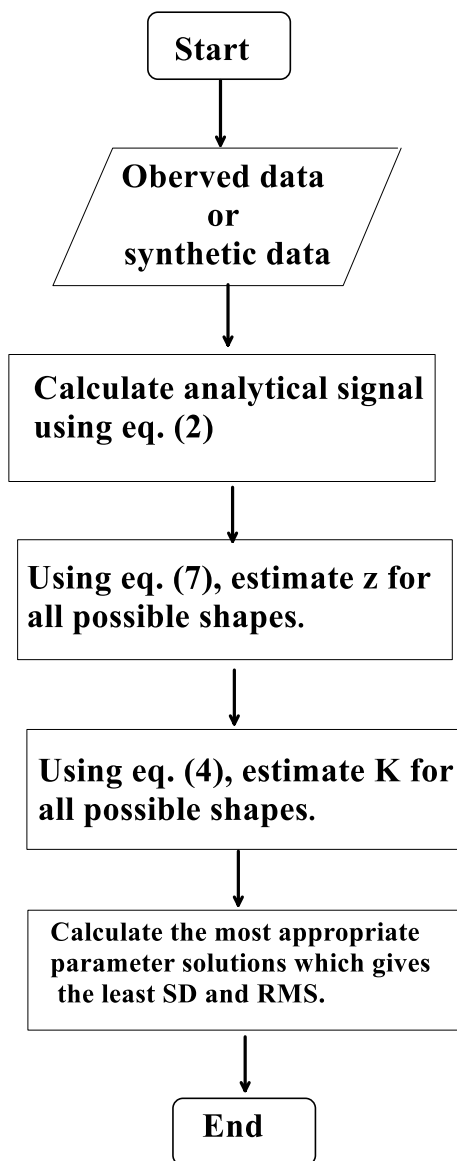 Start
Oberved data
or
synthetic data
Calculate analytical signal
using eq. (2)
Using eq. (7), estimate z for
all possible shapes.
Using eq. (4), estimate K for
all possible shapes.
Calculate the most appropriate
parameter solutions which gives
the least SD and RMS.
End